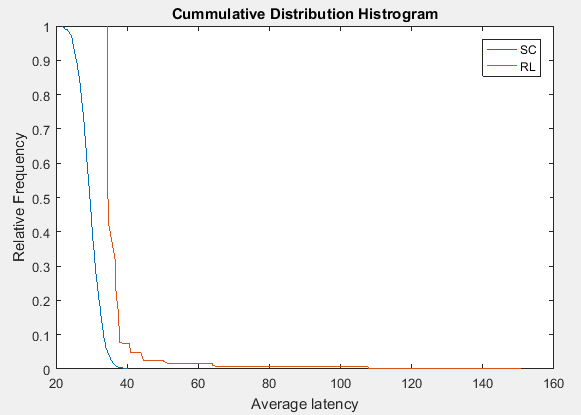 Cummulative Distribution Histrogram
SC
RL
Relative Frequency
1
0.9
0.8
0.7
0.6
0.5
0.4
0.3
0.2
0.1
0
20 40 60 80 100 120 140 160
Average latency